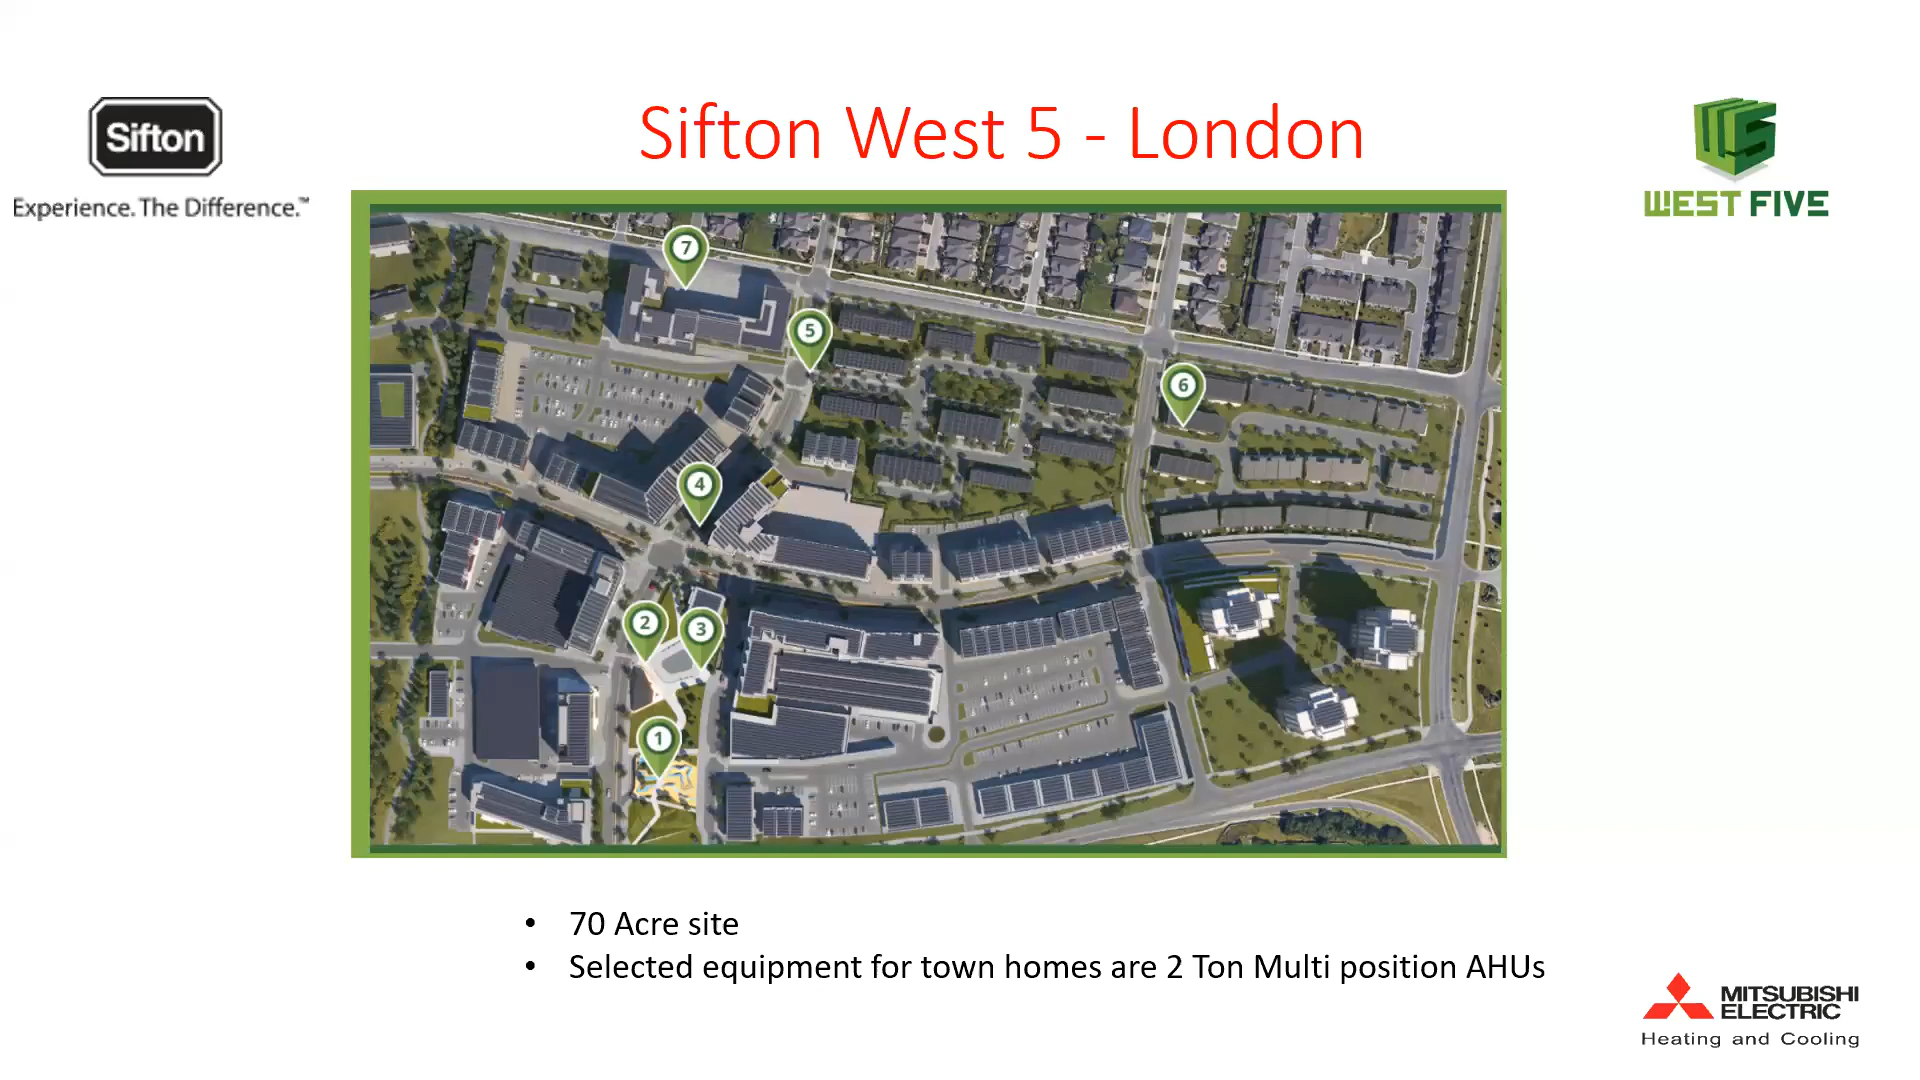 Sifton
Experience. The Difference.™
Sifton West 5 - London
WEST FIVE
7
5
6
4
2
3
1
• 70 Acre site
• Selected equipment for town homes are 2 Ton Multi position AHUs
MITSUBISHI
ELECTRIC
Heating and Cooling